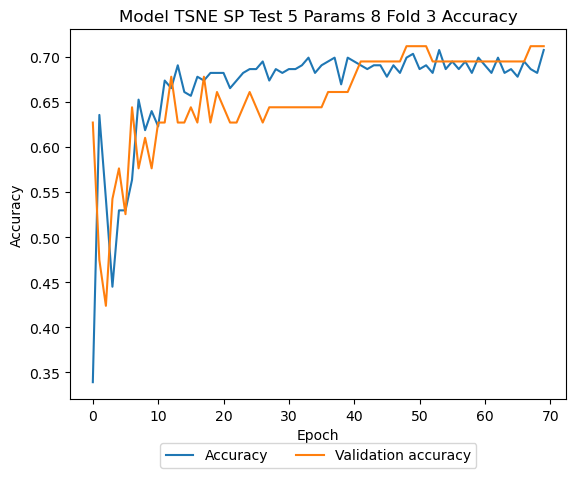 Model TSNE SP Test 5 Params 8 Fold 3 Accuracy
0.70
0.65
0.60
0.55
0.50
0.45
0.40
0.35
Accuracy
0 10 20 30 40 50 60 70
Epoch
Accuracy Validation accuracy